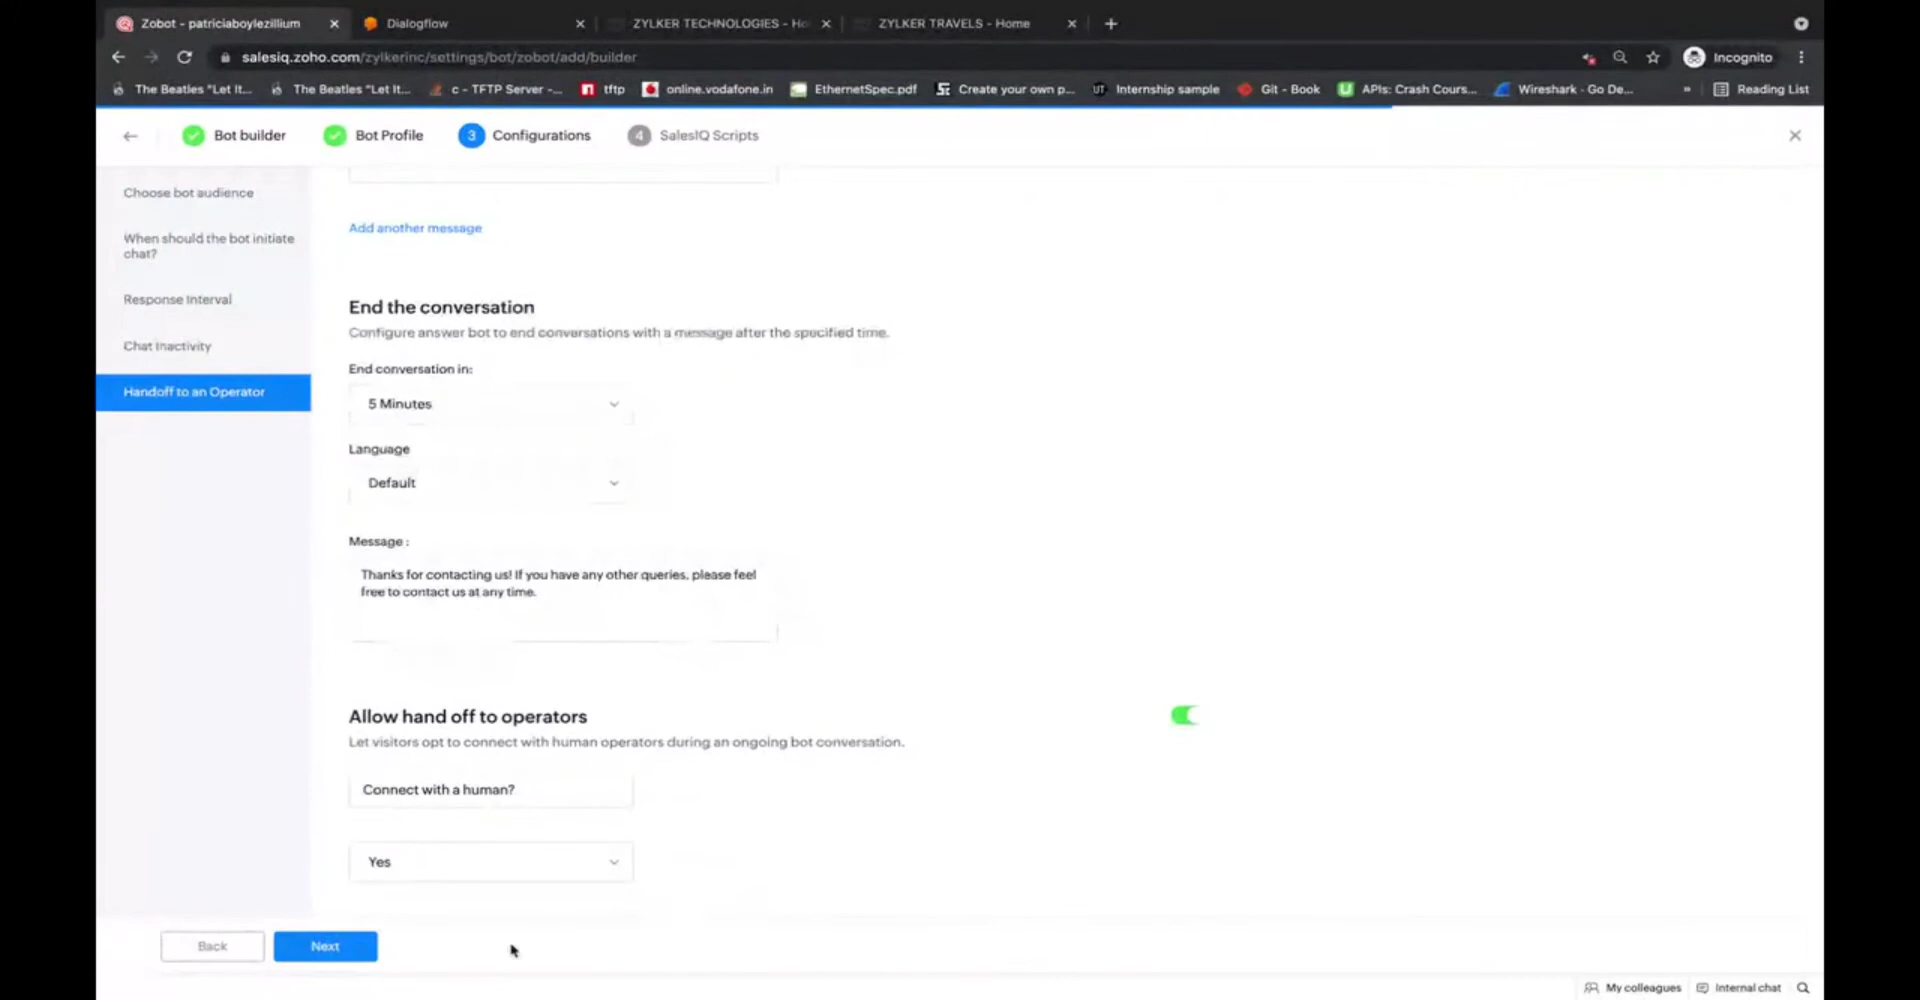 Zobot - patriciaboylezillium
Dialogflow
ZYLKER TECHNOLOGIES - Ho
ZYLKER TRAVELS - Home
salesiq.zoho.com/zylkerinc/settings/bot/zobot/add/builder
Incognito
The Beatles "Let It...
The Beatles "Let It...
c - TFTP Server -...
tftp
online.vodafone.in
EthernetSpec.pdf
Create your own p...
UT Internship sample
Git - Book
APIs: Crash Cours...
Wireshark - Go De...
»
Reading List
Bot builder
Bot Profile
3 Configurations
4 SalesIQ Scripts
Choose bot audience
When should the bot initiate
chat?
Response Interval
Chat Inactivity
Handoff to an Operator
Add another message
End the conversation
Configure answer bot to end conversations with a message after the specified time.
End conversation in:
5 Minutes
Language
Default
Message :
Thanks for contacting us! If you have any other queries, please feel
free to contact us at any time.
Allow hand off to operators
Let visitors opt to connect with human operators during an ongoing bot conversation.
Connect with a human?
Yes
Back
Next
My colleagues
Internal chat